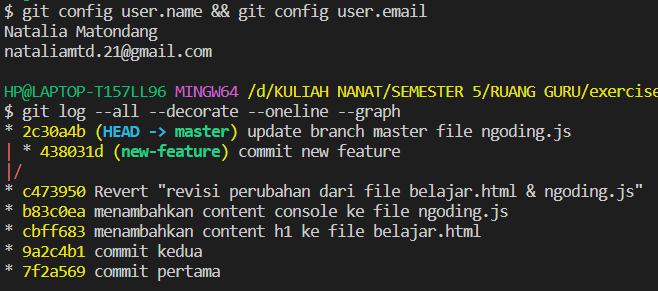 $ git config user.name && git config user.email
Natalia Matondang
nataliamtd.21@gmail.com
HP@LAPTOP-T157LL96 MINGW64 /d/KULIAH NANAT/SEMESTER 5/RUANG GURU/exercise
$ git log --all --decorate --oneline --graph
* 2c30a4b (HEAD -> master) update branch master file ngoding.js
| * 438031d (new-feature) commit new feature
|/
* c473950 Revert "revisi perubahan dari file belajar.html & ngoding.js"
* b83c0ea menambahkan content console ke file ngoding.js
* cbff683 menambahkan content h1 ke file belajar.html
* 9a2c4b1 commit kedua
* 7f2a569 commit pertama